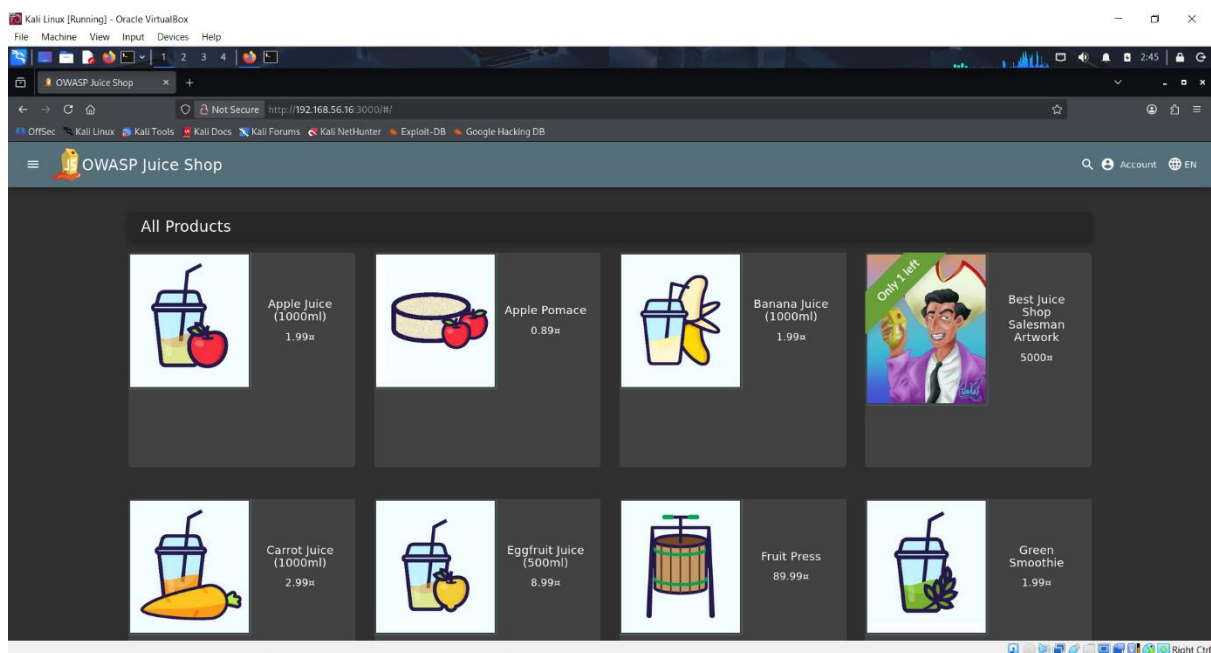 Kali Linux [Running] - Oracle VirtualBox
File Machine View Input Devices Help
1 2 3 4
2:45
OWASP Juice Shop
Not Secure http://192.168.56.16:3000/#/
OffSec Kali Linux Kali Tools Kali Docs Kali Forums Kali NetHunter Exploit-DB Google Hacking DB
OWASP Juice Shop
Account EN
All Products
Apple Juice
(1000ml)
1.99¤
Apple Pomace
0.89¤
Banana Juice
(1000ml)
1.99¤
Only 1 left
Best Juice
Shop
Salesman
Artwork
5000¤
Carrot Juice
(1000ml)
2.99¤
Eggfruit Juice
(500ml)
8.99¤
Fruit Press
89.99¤
Green
Smoothie
1.99¤
Right Ctrl